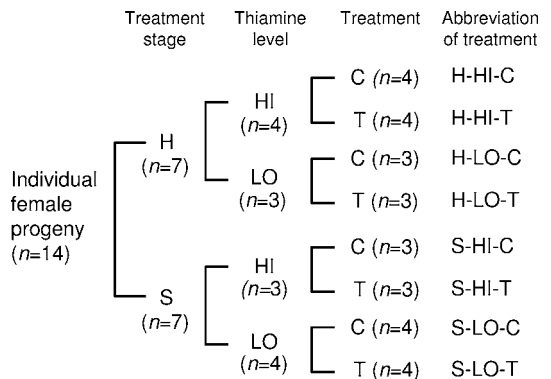 Treatment stage Thiamine level Treatment Abbreviation of treatment
C (n=4) H-HI-C
HI (n=4)
T (n=4) H-HI-T
H (n=7)
C (n=3) H-LO-C
LO (n=3)
T (n=3) H-LO-T
Individual female progeny (n=14)
C (n=3) S-HI-C
HI (n=3)
T (n=3) S-HI-T
S (n=7)
C (n=4) S-LO-C
LO (n=4)
T (n=4) S-LO-T